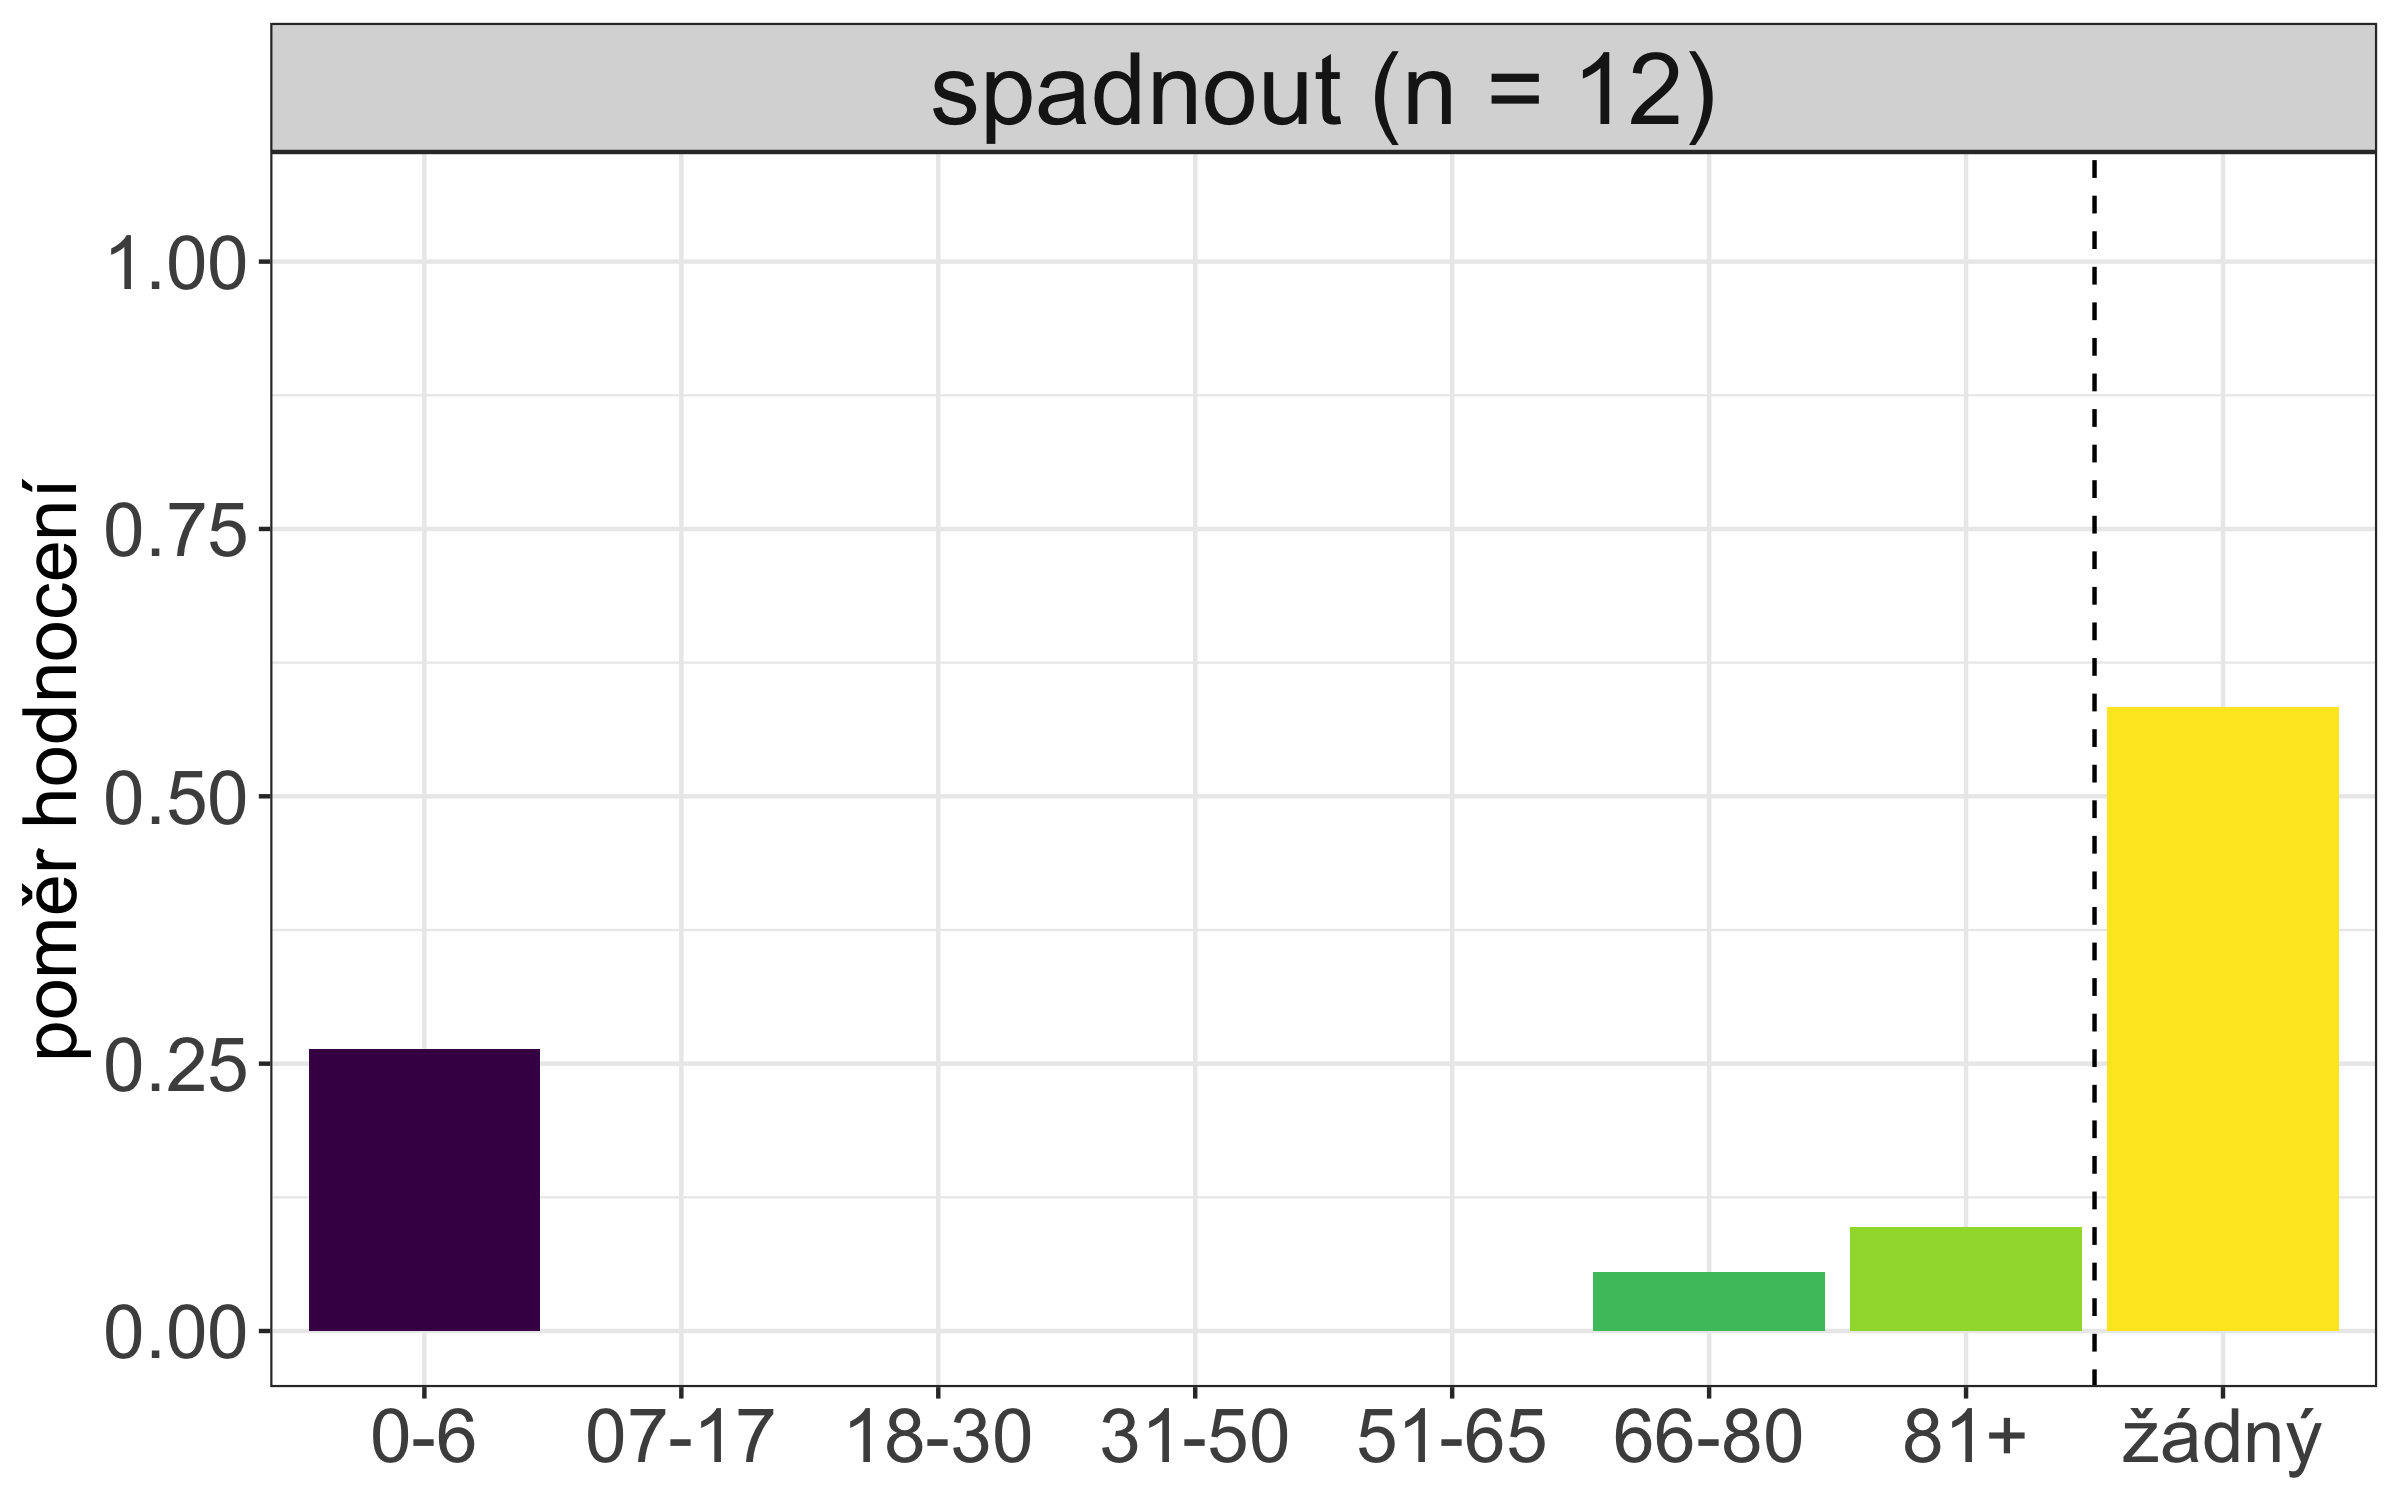 spadnout (n = 12)
poměr hodnocení
1.00
0.75
0.50
0.25
0.00
0-6 07-17 18-30 31-50 51-65 66-80 81+ žádný